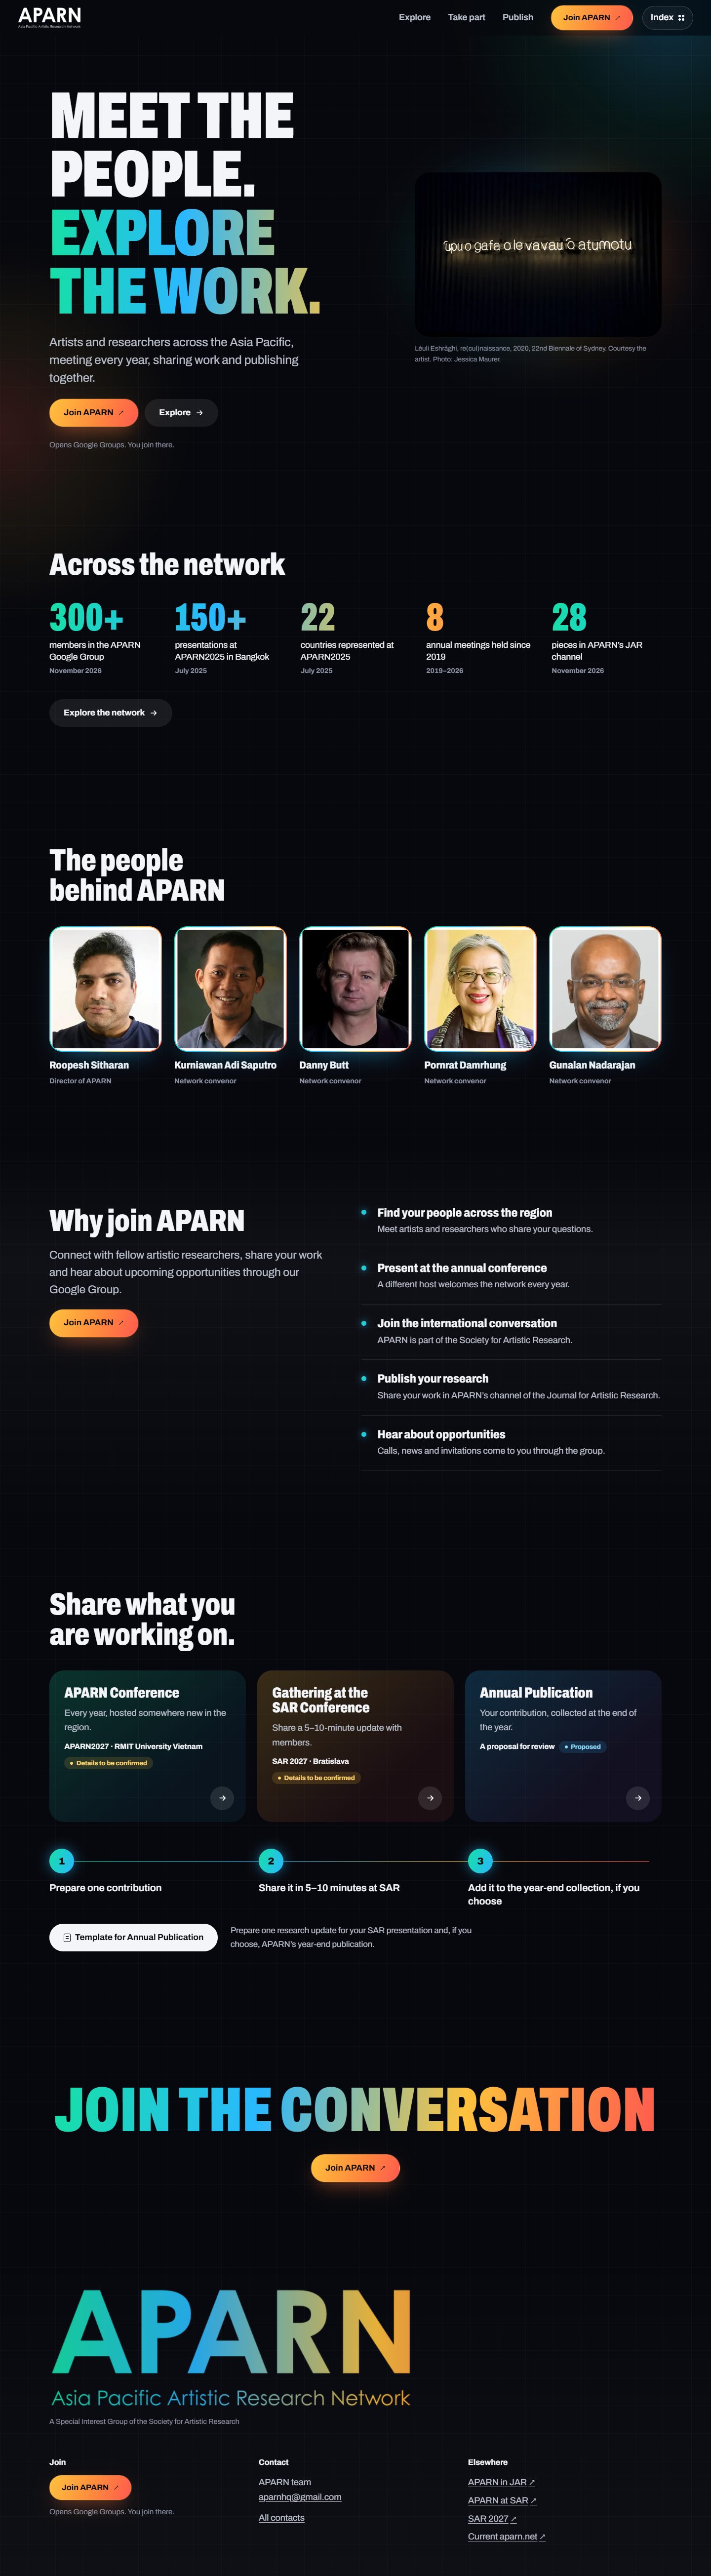 APARN
Asia Pacific Artistic Research Network
Explore
Take part
Publish
Join APARN ↗
Index
MEET THE
PEOPLE.
EXPLORE
THE WORK.
Artists and researchers across the Asia Pacific,
meeting every year, sharing work and publishing
together.
Join APARN ↗
Explore →
Opens Google Groups. You join there.
Léuli Eshrāghi, re(cul)naissance, 2020, 22nd Biennale of Sydney. Courtesy the
artist. Photo: Jessica Maurer.
Across the network
300+
members in the APARN
Google Group
November 2026
150+
presentations at
APARN2025 in Bangkok
July 2025
22
countries represented at
APARN2025
July 2025
8
annual meetings held since
2019
2019–2026
28
pieces in APARN’s JAR
channel
November 2026
Explore the network →
The people
behind APARN
Roopesh Sitharan
Director of APARN
Kurniawan Adi Saputro
Network convenor
Danny Butt
Network convenor
Pornrat Damrhung
Network convenor
Gunalan Nadarajan
Network convenor
Why join APARN
Connect with fellow artistic researchers, share your work
and hear about upcoming opportunities through our
Google Group.
Join APARN ↗
Find your people across the region
Meet artists and researchers who share your questions.
Present at the annual conference
A different host welcomes the network every year.
Join the international conversation
APARN is part of the Society for Artistic Research.
Publish your research
Share your work in APARN’s channel of the Journal for Artistic Research.
Hear about opportunities
Calls, news and invitations come to you through the group.
Share what you
are working on.
APARN Conference
Every year, hosted somewhere new in the
region.
APARN2027 · RMIT University Vietnam
Details to be confirmed
→
Gathering at the
SAR Conference
Share a 5–10-minute update with
members.
SAR 2027 · Bratislava
Details to be confirmed
→
Annual Publication
Your contribution, collected at the end of
the year.
A proposal for review
Proposed
→
1
Prepare one contribution
2
Share it in 5–10 minutes at SAR
3
Add it to the year-end collection, if you
choose
Template for Annual Publication
Prepare one research update for your SAR presentation and, if you
choose, APARN’s year-end publication.
JOIN THE CONVERSATION
Join APARN ↗
APARN
Asia Pacific Artistic Research Network
A Special Interest Group of the Society for Artistic Research
Join
Join APARN ↗
Opens Google Groups. You join there.
Contact
APARN team
aparnhq@gmail.com
All contacts
Elsewhere
APARN in JAR ↗
APARN at SAR ↗
SAR 2027 ↗
Current aparn.net ↗